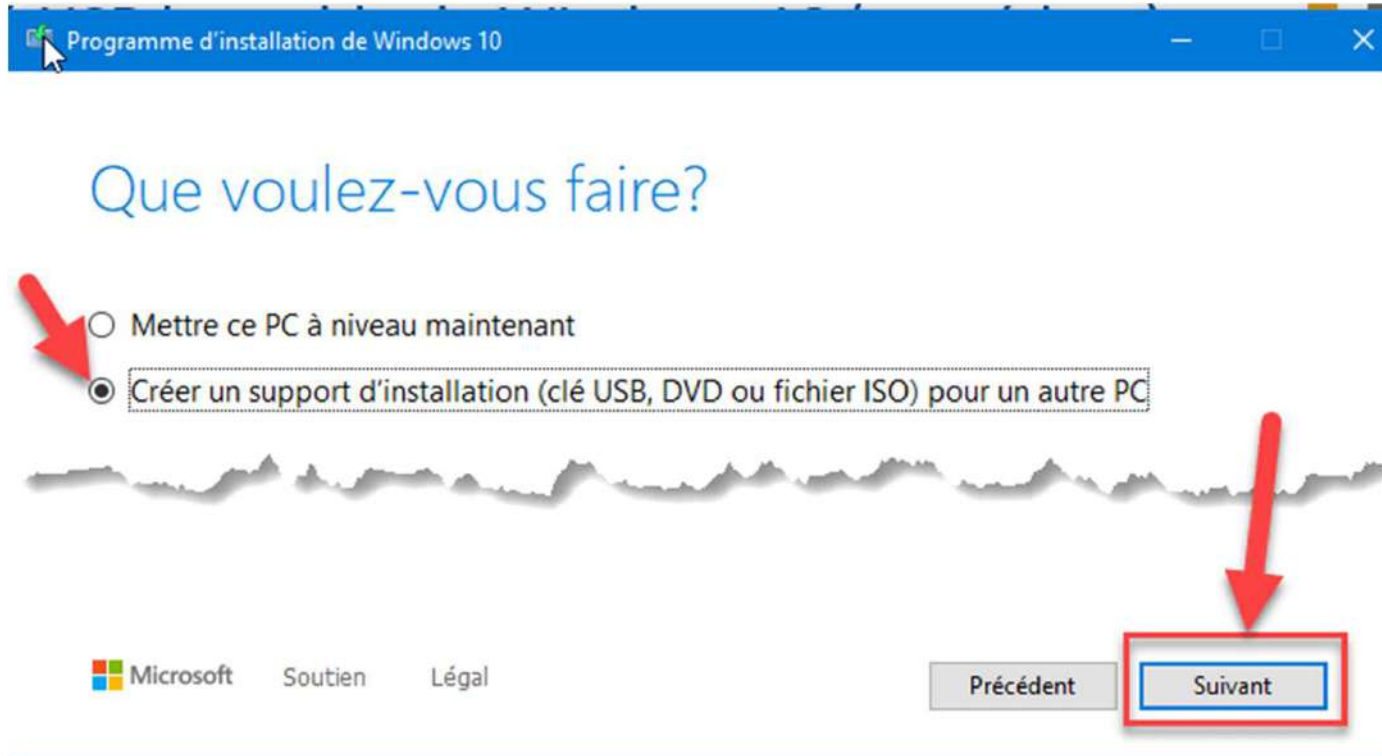 Programme d'installation de Windows 10
Que voulez-vous faire?
Mettre ce PC à niveau maintenant
Créer un support d'installation (clé USB, DVD ou fichier ISO) pour un autre PC
Microsoft Soutien Légal
Précédent Suivant